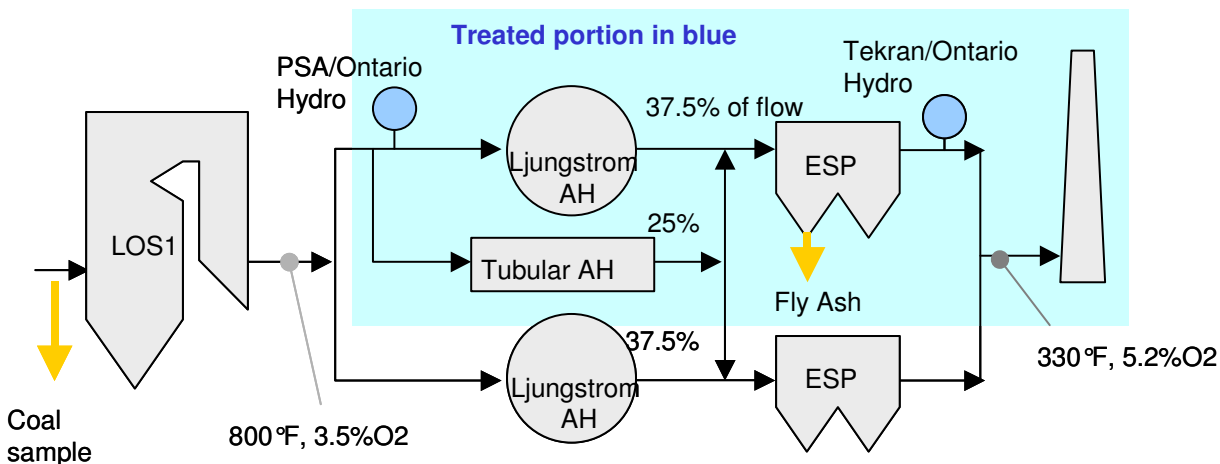 Treated portion in blue
PSA/Ontario
Hydro
Tekran/Ontario
Hydro
37.5% of flow
Ljungstrom
AH
ESP
LOS1
25%
Tubular AH
Fly Ash
37.5%
Ljungstrom
AH
ESP
330°F, 5.2%O2
Coal
sample
800°F, 3.5%O2